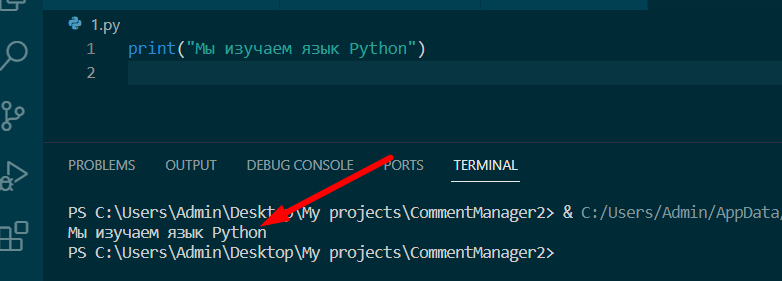 1.py
1 print("Мы изучаем язык Python")
2
PROBLEMS OUTPUT DEBUG CONSOLE PORTS TERMINAL
PS C:\Users\Admin\Desktop\My projects\CommentManager2> & C:/Users/Admin/AppData/
Мы изучаем язык Python
PS C:\Users\Admin\Desktop\My projects\CommentManager2>